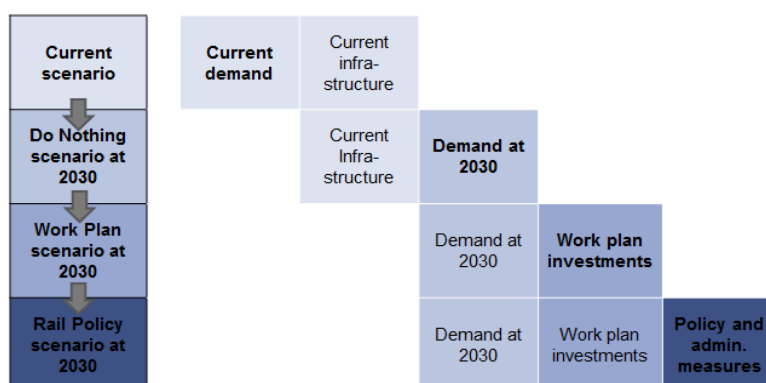 Current
scenario
Current
demand
Current
infra-
structure
Do Nothing
scenario at
2030
Current
Infra-
structure
Demand at
2030
Work Plan
scenario at
2030
Demand at
2030
Work plan
investments
Rail Policy
scenario at
2030
Demand at
2030
Work plan
investments
Policy and
admin.
measures